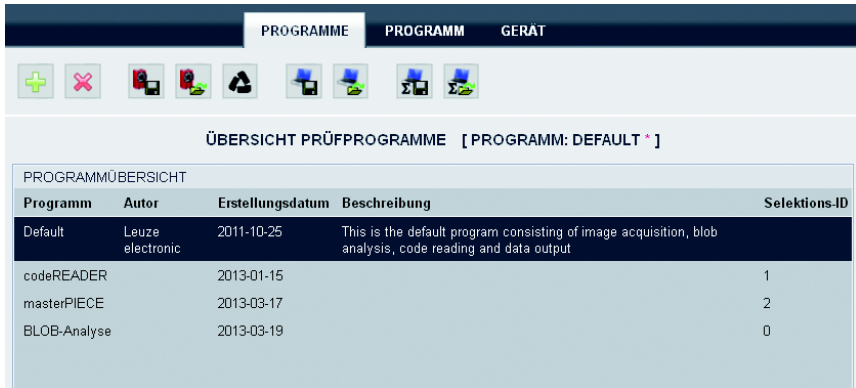 PROGRAMME PROGRAMM GERÄT
ÜBERSICHT PRÜFPROGRAMME [ PROGRAMM: DEFAULT * ]
PROGRAMMÜBERSICHT
Programm Autor Erstellungsdatum Beschreibung Selektions-ID
Default Leuze electronic 2011-10-25 This is the default program consisting of image acquisition, blob
analysis, code reading and data output
codeREADER 2013-01-15 1
masterPIECE 2013-03-17 2
BLOB-Analyse 2013-03-19 0